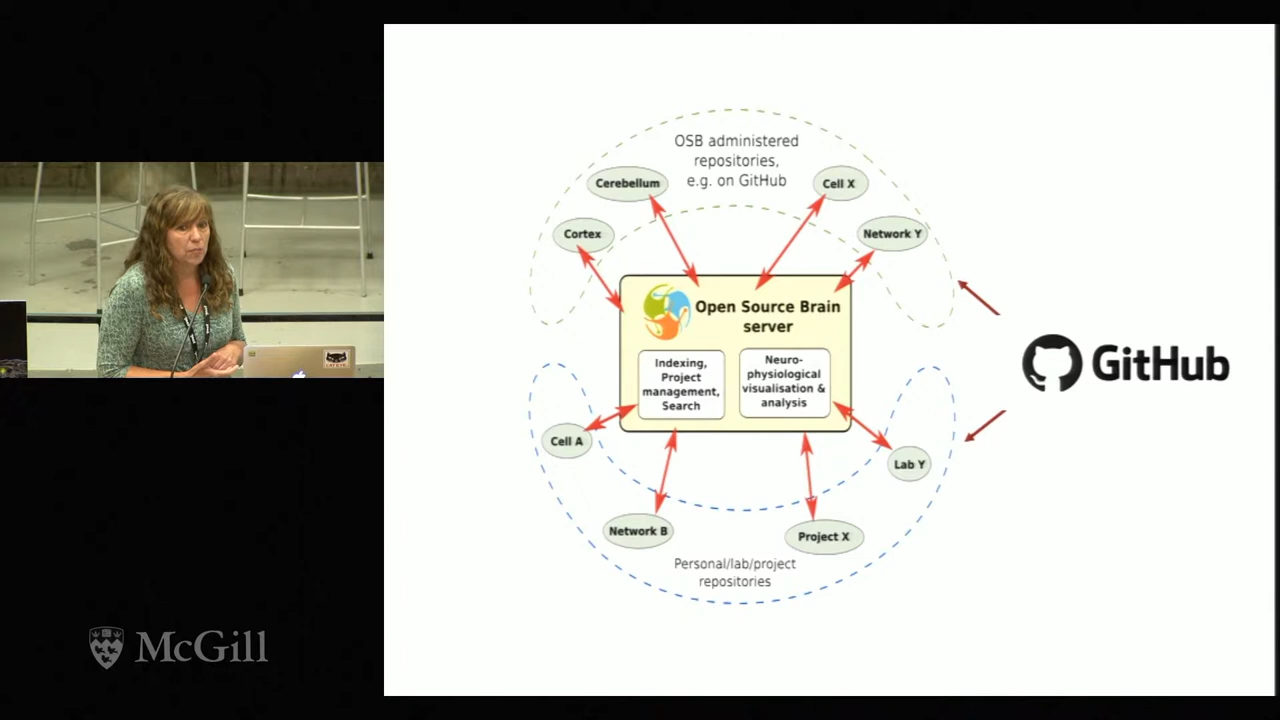 OSB administered
repositories,
e.g. on GitHub
Cerebellum
Cell X
Cortex
Network Y
Open Source Brain
server
Indexing,
Project
management,
Search
Neuro-
physiological
visualisation &
analysis
GitHub
Cell A
Lab Y
Network B
Project X
Personal/lab/project
repositories
McGill